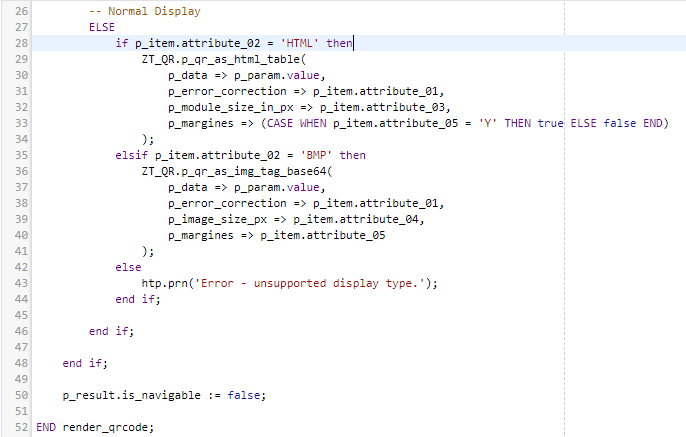 26 -- Normal Display
27 ELSE
28 if p_item.attribute_02 = 'HTML' then
29 ZT_QR.p_qr_as_html_table(
30 p_data => p_param.value,
31 p_error_correction => p_item.attribute_01,
32 p_module_size_in_px => p_item.attribute_03,
33 p_margines => (CASE WHEN p_item.attribute_05 = 'Y' THEN true ELSE false END)
34 );
35 elsif p_item.attribute_02 = 'BMP' then
36 ZT_QR.p_qr_as_img_tag_base64(
37 p_data => p_param.value,
38 p_error_correction => p_item.attribute_01,
39 p_image_size_px => p_item.attribute_04,
40 p_margines => p_item.attribute_05
41 );
42 else
43 htp.prn('Error - unsupported display type.');
44 end if;
45
46 end if;
47
48 end if;
49
50 p_result.is_navigable := false;
51
52 END render_qrcode;